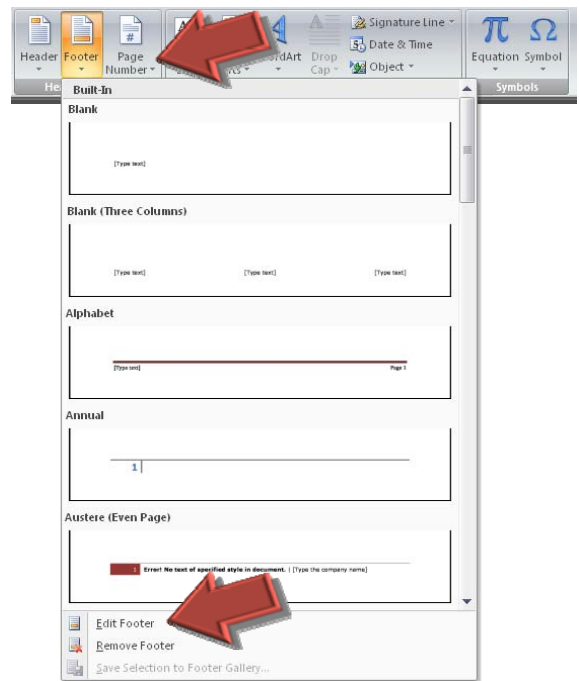 Header Footer Page Number
#
A
A
Signature Line
Date & Time
Object
Drop Cap
π Ω
Equation Symbol
Symbols
Built-In
Blank
[Type text]
Blank (Three Columns)
[Type text] [Type text] [Type text]
Alphabet
[Type text] Page 1
Annual
1
Austere (Even Page)
1 Error! No text of specified style in document. | [Type the company name]
Edit Footer
Remove Footer
Save Selection to Footer Gallery...